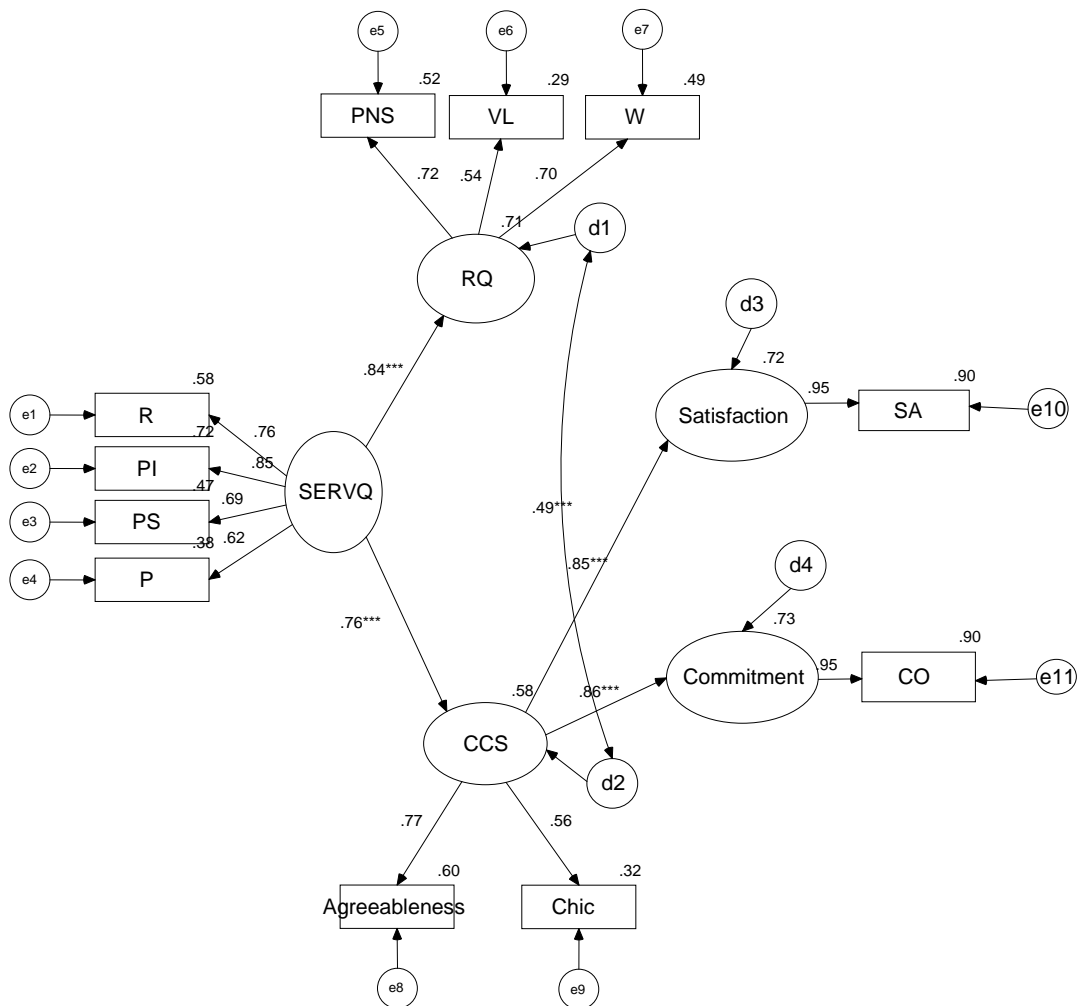 e5
e6
e7
.52
.29
.49
PNS
VL
W
.72
.54
.70
.71
d1
RQ
d3
.84***
.72
.58
.95
.90
e1
R
Satisfaction
SA
e10
.72
.76
e2
PI
.85
.47
SERVQ
.69
e3
PS
.49***
.38
.62
.85***
d4
e4
P
.73
.76***
.90
.95
Commitment
CO
e11
.58
.86***
CCS
d2
.77
.56
.60
.32
Agreeableness
Chic
e8
e9